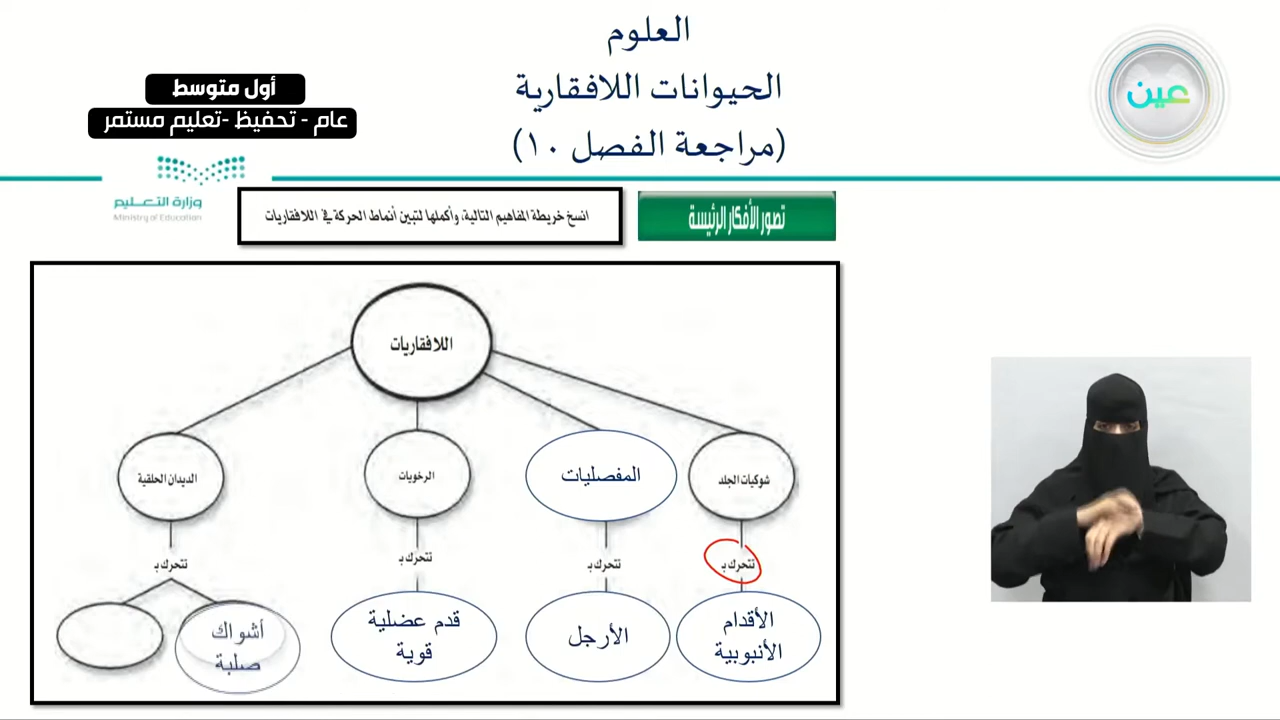 العلوم
الحيوانات اللافقارية
(مراجعة الفصل ١٠)
عين
أول متوسط
عام - تحفيظ -تعليم مستمر
وزارة التعليم
Ministry of Education
تصور الأفكار الرئيسة
انسخ خريطة المفاهيم التالية، وأكملها لتبين أنماط الحركة في اللافقاريات
اللافقاريات
شوكيات الجلد
المفصليات
الرخويات
الديدان الحلقية
تتحرك بـ
تتحرك بـ
تتحرك بـ
تتحرك بـ
الأقدام
الأنبوبية
الأرجل
قدم عضلية
قوية
أشواك
صلبة